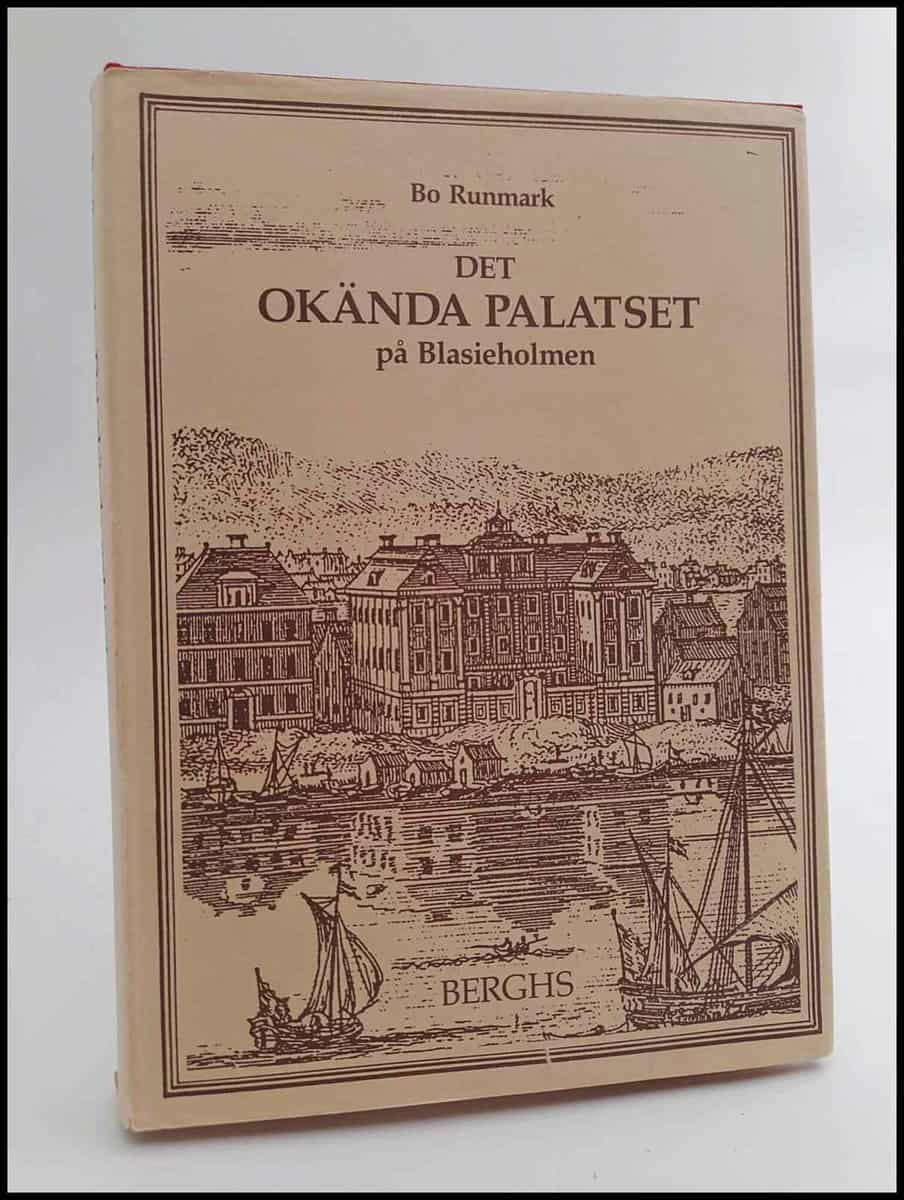 Bo Runmark
DET
OKÄNDA PALATSET
på Blasieholmen
BERGHS